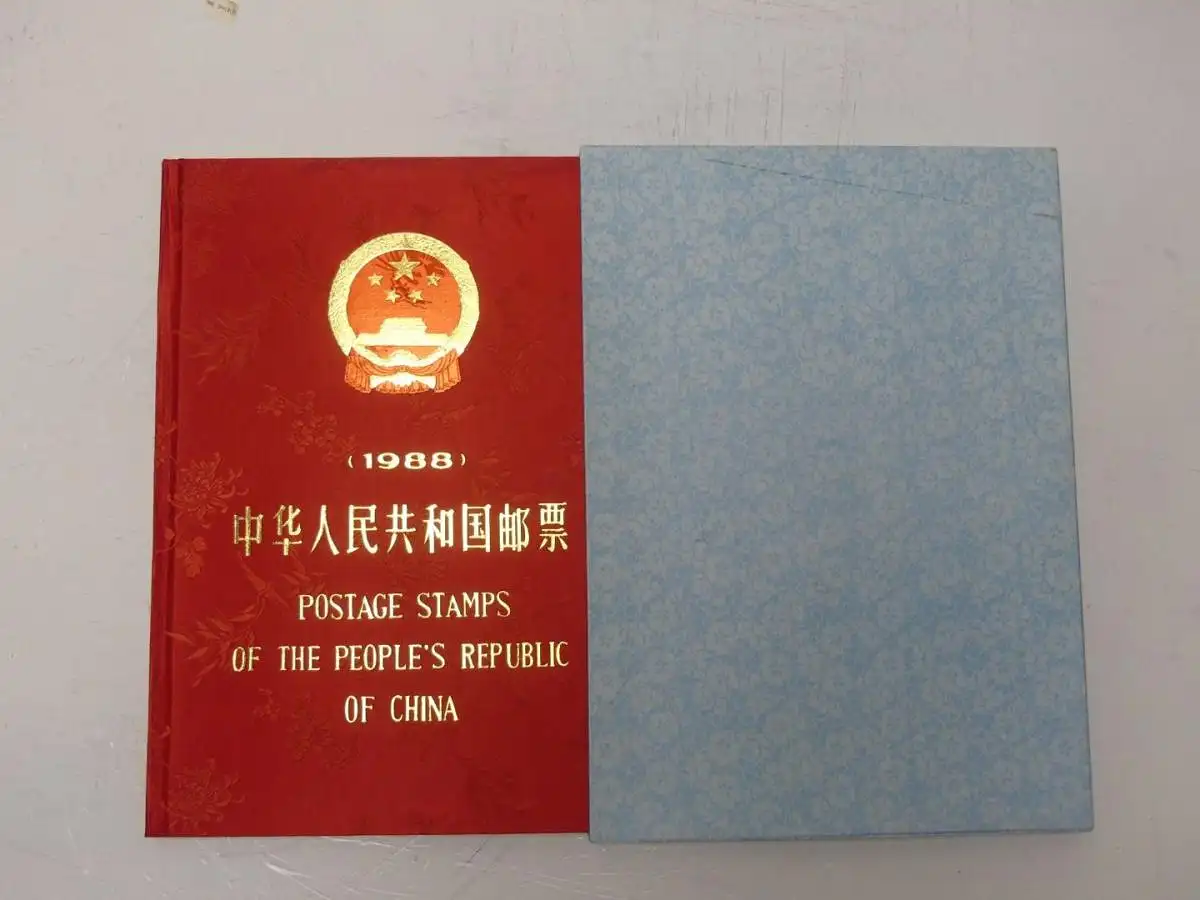 (1988)
中华人民共和国邮票
POSTAGE STAMPS
OF THE PEOPLE'S REPUBLIC
OF CHINA